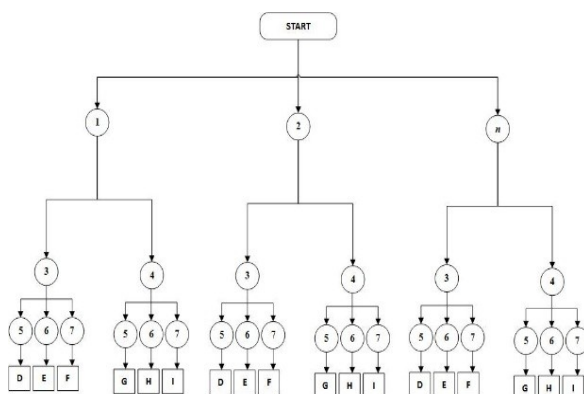 START
1 2 n
3 4 3 4 3 4
5 6 7 5 6 7 5 6 7 5 6 7 5 6 7 5 6 7
D E F G H I D E F G H I D E F G H I